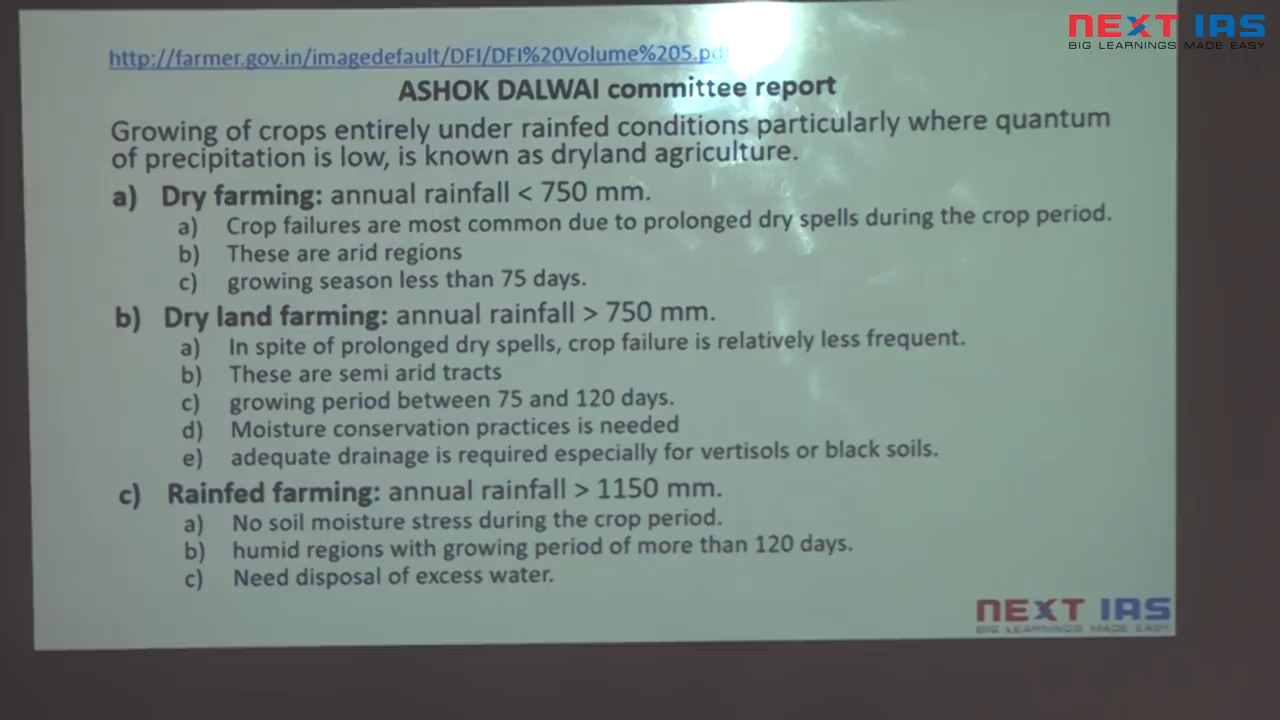 NEXT IAS
BIG LEARNINGS MADE EASY
http://farmer.gov.in/imagedefault/DFI/DFI%20Volume%205.pd
ASHOK DALWAI committee report
Growing of crops entirely under rainfed conditions particularly where quantum
of precipitation is low, is known as dryland agriculture.
a) Dry farming: annual rainfall < 750 mm.
a) Crop failures are most common due to prolonged dry spells during the crop period.
b) These are arid regions
c) growing season less than 75 days.
b) Dry land farming: annual rainfall > 750 mm.
a) In spite of prolonged dry spells, crop failure is relatively less frequent.
b) These are semi arid tracts
c) growing period between 75 and 120 days.
d) Moisture conservation practices is needed
e) adequate drainage is required especially for vertisols or black soils.
c) Rainfed farming: annual rainfall > 1150 mm.
a) No soil moisture stress during the crop period.
b) humid regions with growing period of more than 120 days.
c) Need disposal of excess water.
NEXT IAS
BIG LEARNINGS MADE EASY